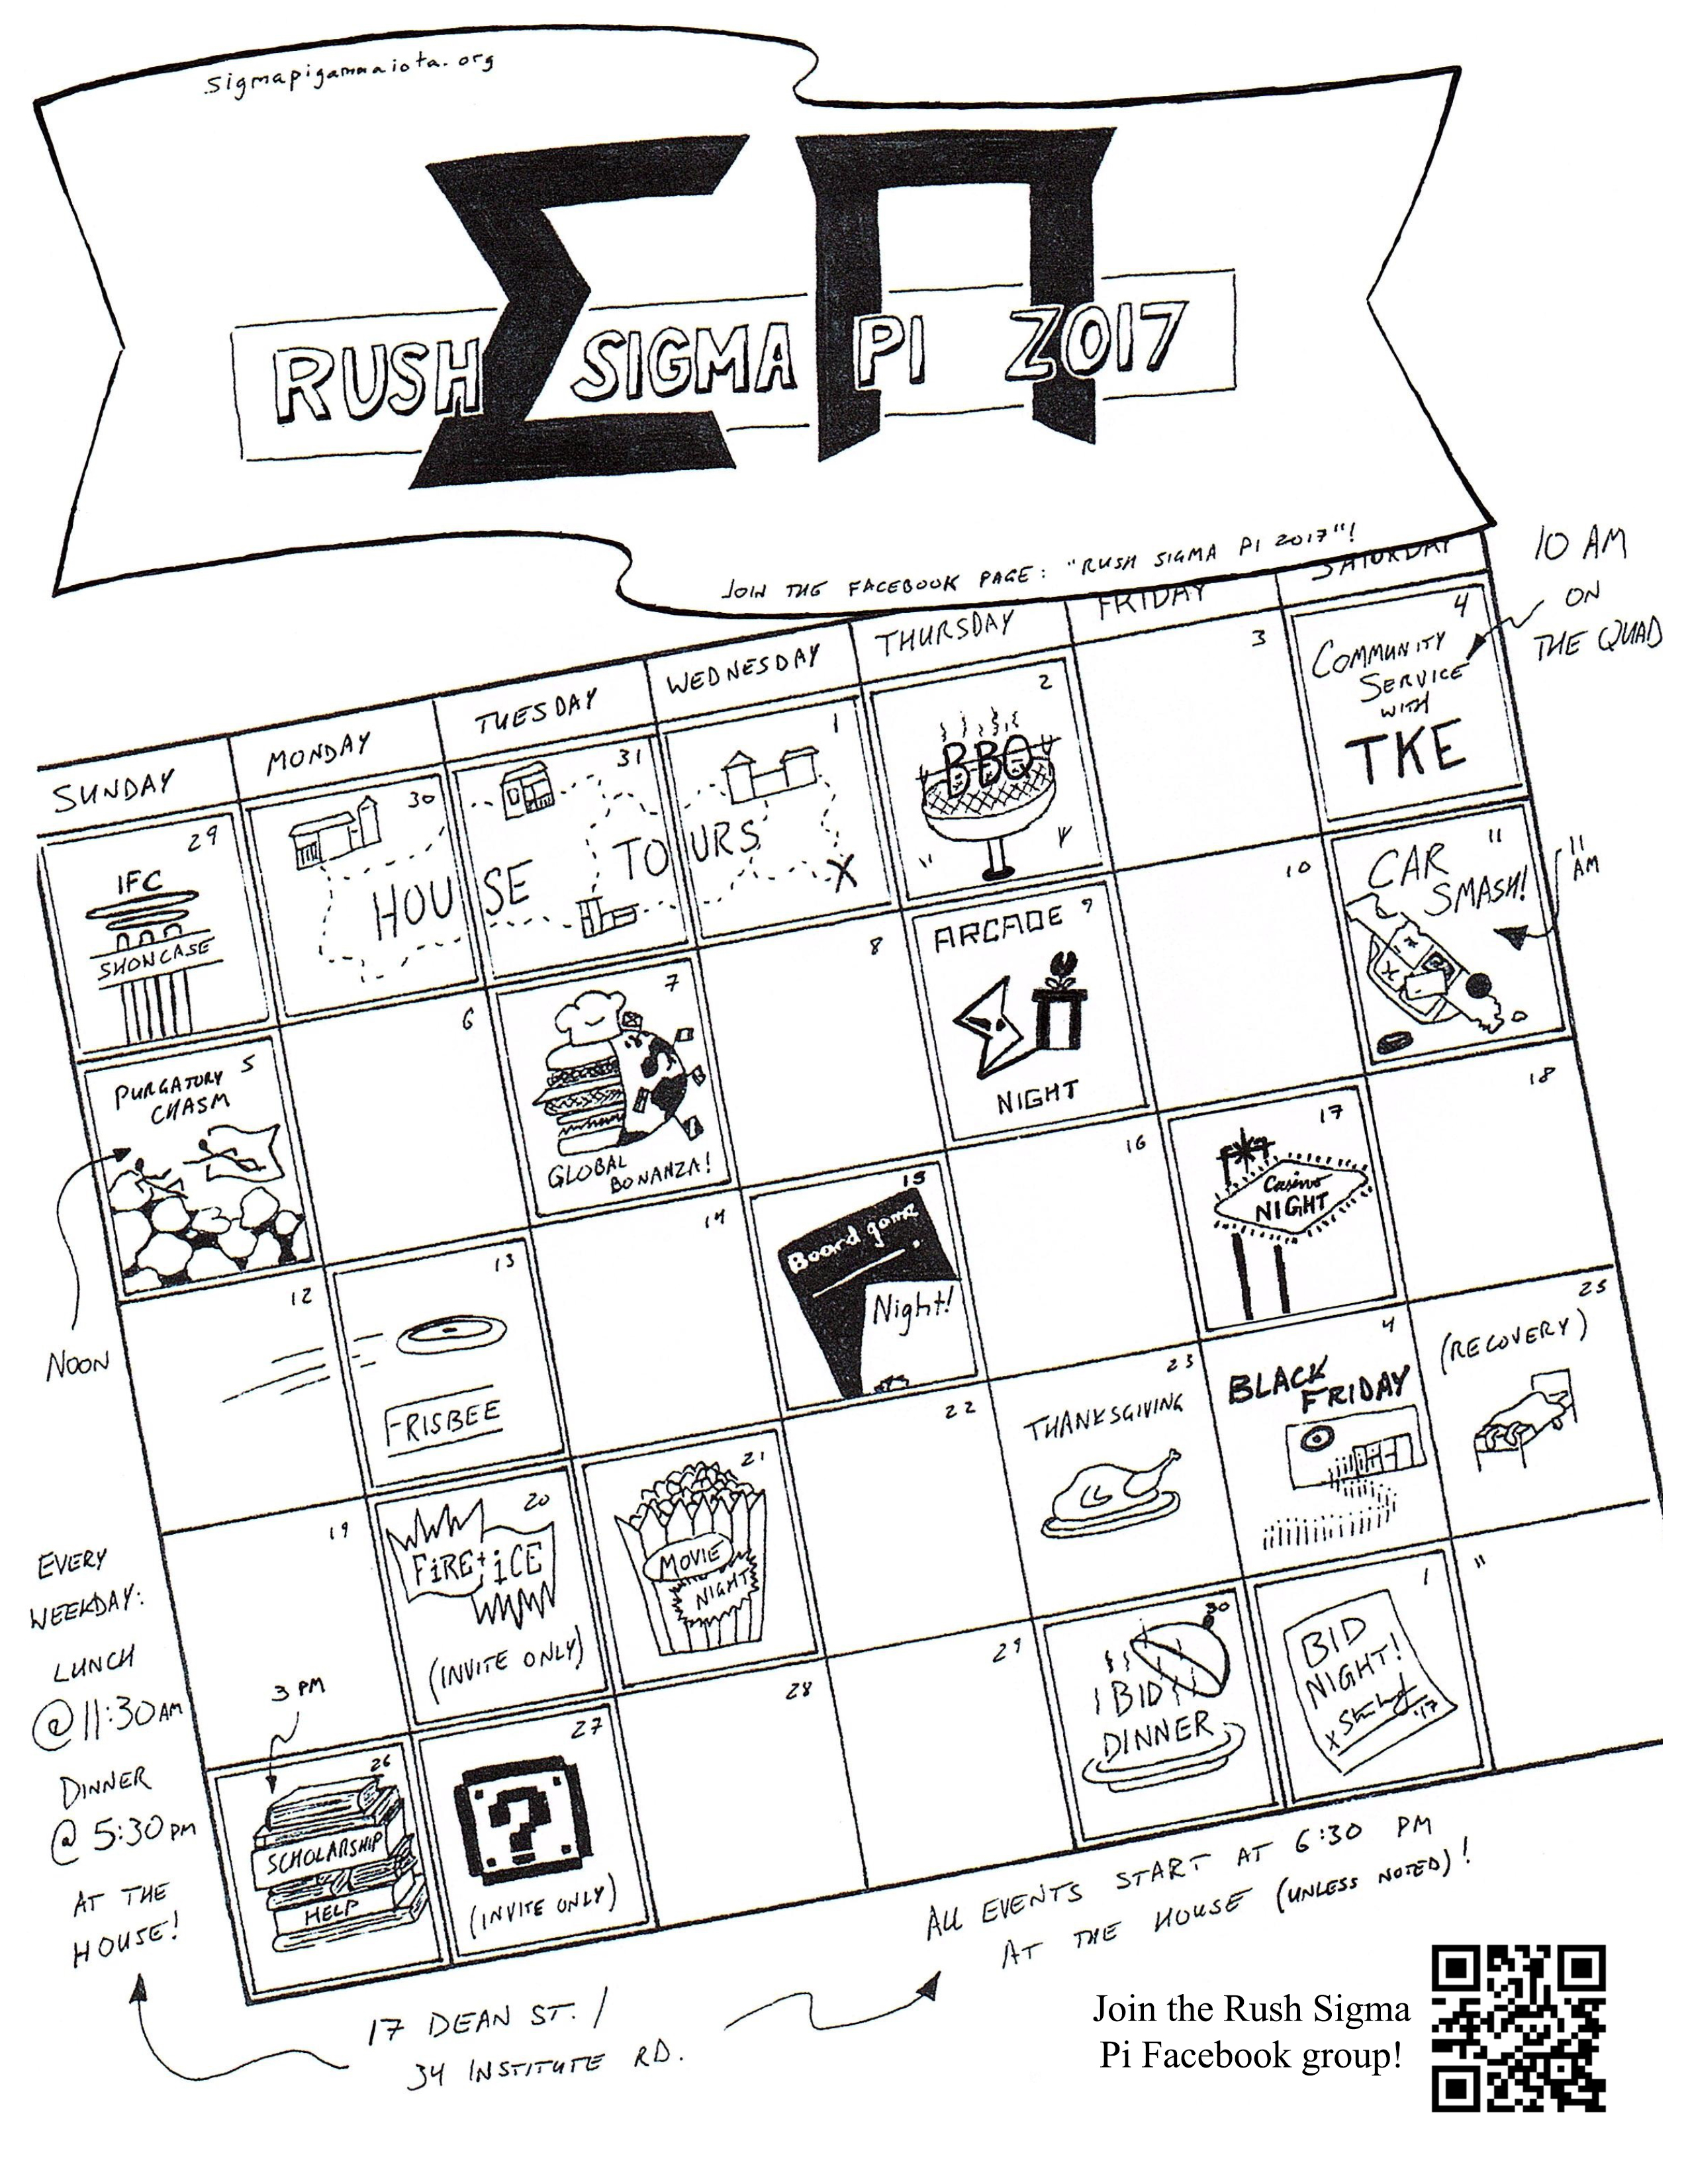 sigmapigammaiota.org
ΣΠ
RUSH SIGMA PI 2017
JOIN THE FACEBOOK PAGE: "RUSH SIGMA PI 2017"!
SUNDAY MONDAY TUESDAY WEDNESDAY THURSDAY FRIDAY SATURDAY
10 AM
ON
THE QUAD
29
IFC
SHOWCASE
30 31 1
HOUSE TOURS
X
2
BBQ
3
4
COMMUNITY
SERVICE
WITH
TKE
5
PURGATORY
CHASM
NOON
6
7
GLOBAL
BONANZA!
8
9
ARCADE
ΣΠ
NIGHT
10
11
CAR
SMASH!
11
AM
12
13
FRISBEE
14
15
Board game
Night!
16
17
Casino
NIGHT
18
19
20
FIRE + ICE
(INVITE ONLY)
21
MOVIE
NIGHT
22
23
THANKSGIVING
4
BLACK
FRIDAY
25
(RECOVERY)
3 PM
26
SCHOLARSHIP
HELP
27
?
(INVITE ONLY)
28
29
30
BID
DINNER
1
BID
NIGHT!
X
'17
"
EVERY
WEEKDAY:
LUNCH
@ 11:30 AM
DINNER
@ 5:30 PM
AT THE
HOUSE!
17 DEAN ST. /
34 INSTITUTE RD.
ALL EVENTS START AT 6:30 PM
AT THE HOUSE (UNLESS NOTED)!
Join the Rush Sigma
Pi Facebook group!